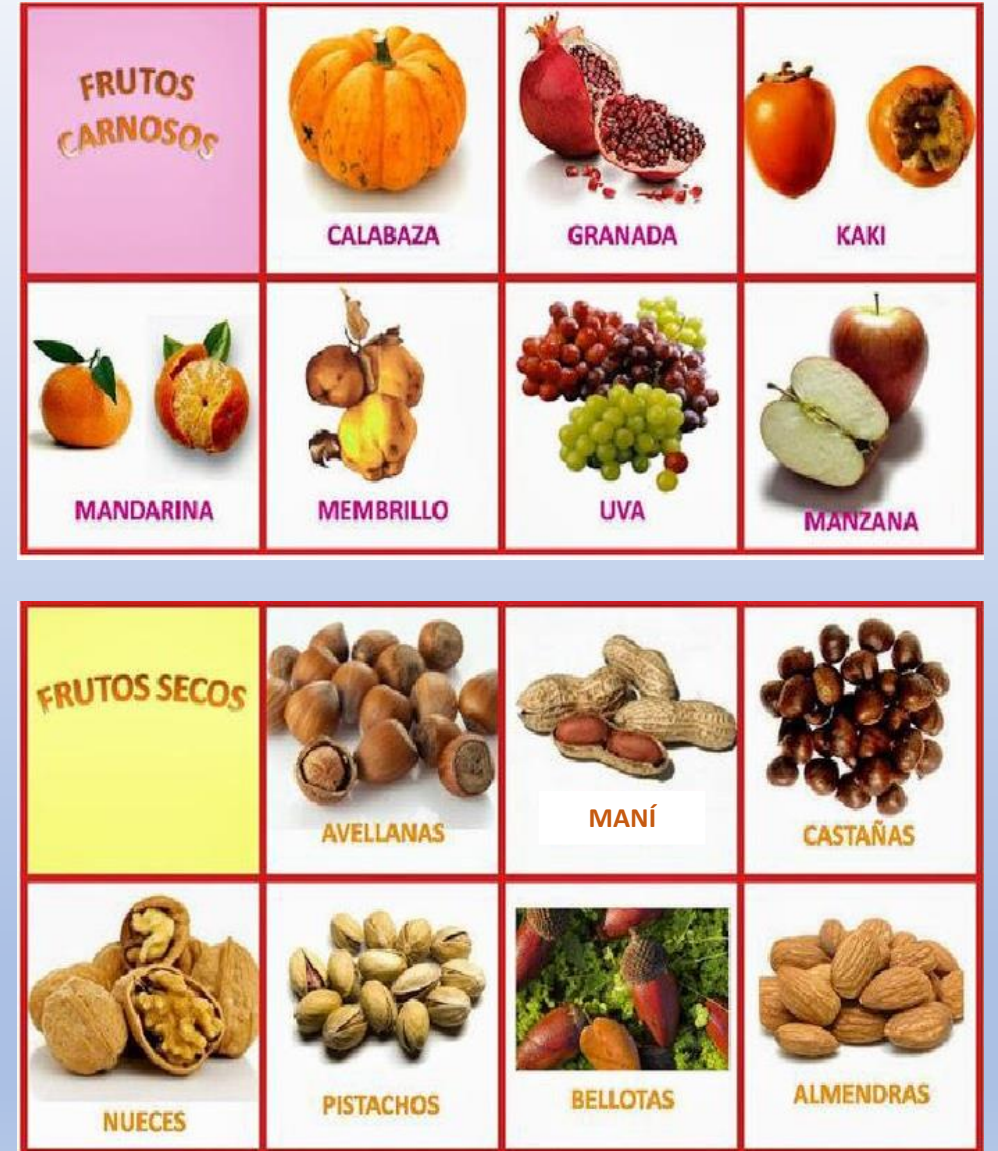 FRUTOS
CARNOSOS
CALABAZA
GRANADA
KAKI
MANDARINA
MEMBRILLO
UVA
MANZANA
FRUTOS SECOS
AVELLANAS
MANÍ
CASTAÑAS
NUECES
PISTACHOS
BELLOTAS
ALMENDRAS